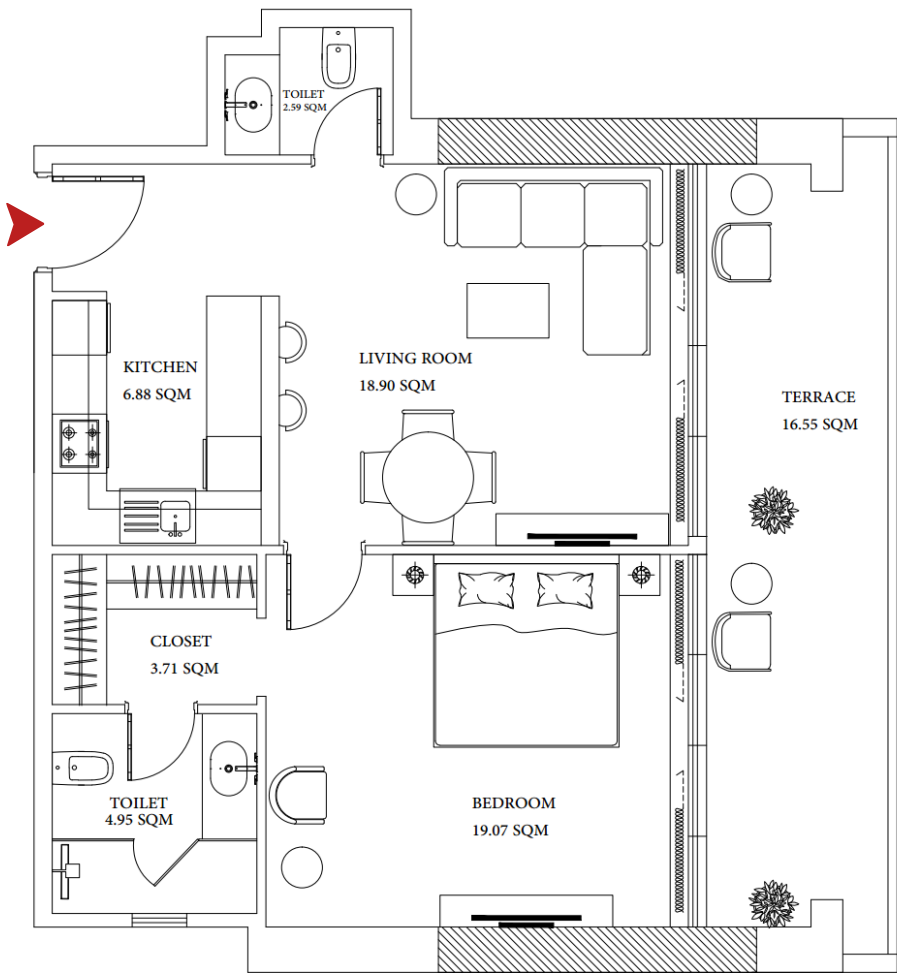 TOILET
2.59 SQM
KITCHEN
6.88 SQM
LIVING ROOM
18.90 SQM
TERRACE
16.55 SQM
CLOSET
3.71 SQM
TOILET
4.95 SQM
BEDROOM
19.07 SQM